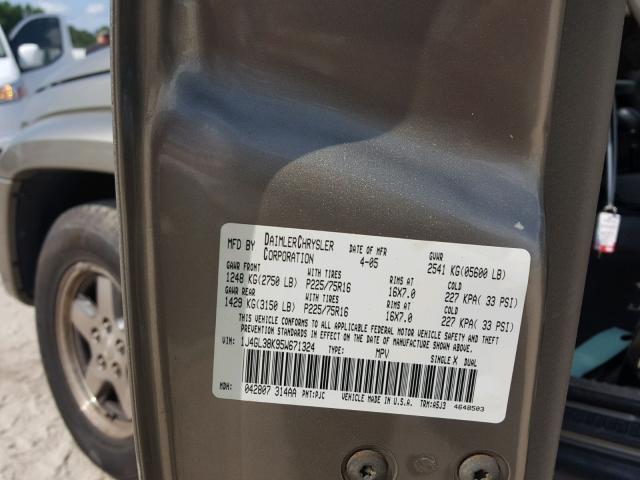 MFD BY DAIMLERCHRYSLER CORPORATION DATE OF MFR 4-05 GVWR 2541 KG(05600 LB)
GAWR FRONT WITH TIRES RIMS AT COLD
1248 KG(2750 LB) P225/75R16 16X7.0 227 KPA( 33 PSI)
GAWR REAR WITH TIRES RIMS AT COLD
1429 KG(3150 LB) P225/75R16 16X7.0 227 KPA( 33 PSI)
THIS VEHICLE CONFORMS TO ALL APPLICABLE FEDERAL MOTOR VEHICLE SAFETY AND THEFT
PREVENTION STANDARDS IN EFFECT ON THE DATE OF MANUFACTURE SHOWN ABOVE.
VIN: 1J4GL38K95W671324 TYPE: MPV SINGLE X DUAL
MDH: 042807 314AA PNT:PJC VEHICLE MADE IN U.S.A. TRM:A5J3 4648503